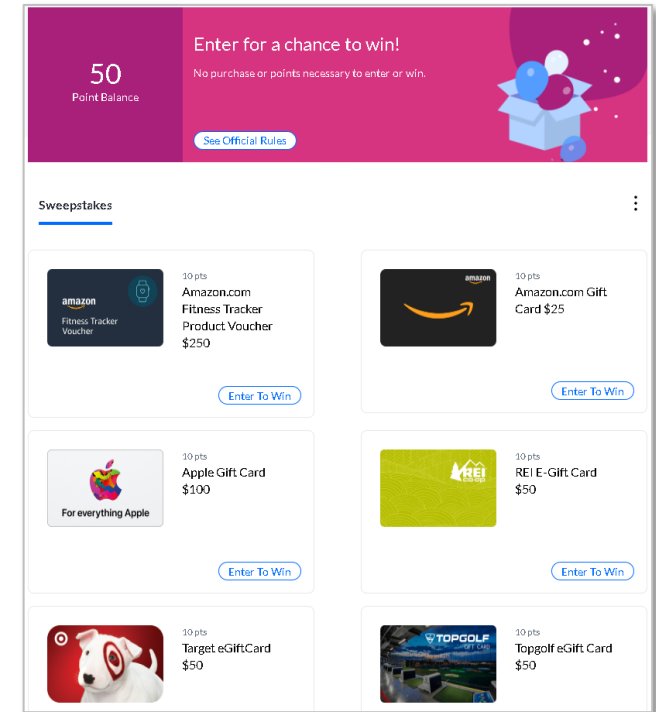 50
Point Balance
Enter for a chance to win!
No purchase or points necessary to enter or win.
See Official Rules
Sweepstakes
amazon
Fitness Tracker
Voucher
10 pts
Amazon.com
Fitness Tracker
Product Voucher
$250
Enter To Win
amazon
10 pts
Amazon.com Gift
Card $25
Enter To Win
For everything Apple
10 pts
Apple Gift Card
$100
Enter To Win
REI
co-op
10 pts
REI E-Gift Card
$50
Enter To Win
10 pts
Target eGiftCard
$50
TOPGOLF
GIFT CARD
10 pts
Topgolf eGift Card
$50